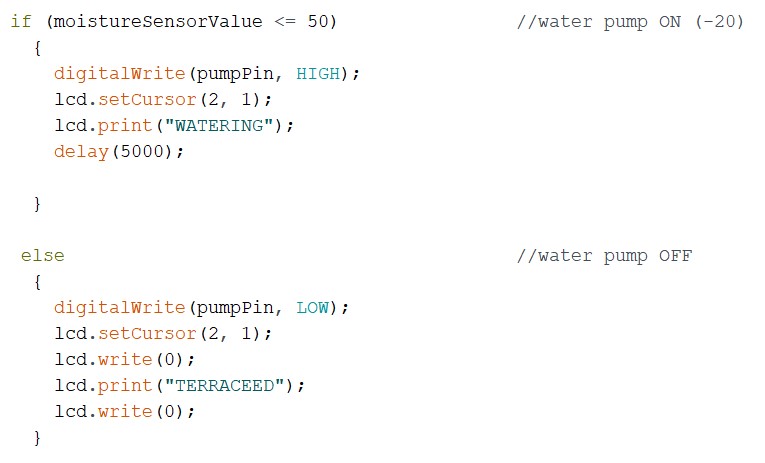 if (moistureSensorValue <= 50) //water pump ON (-20)
{
digitalWrite(pumpPin, HIGH);
lcd.setCursor(2, 1);
lcd.print("WATERING");
delay(5000);
}
else //water pump OFF
{
digitalWrite(pumpPin, LOW);
lcd.setCursor(2, 1);
lcd.write(0);
lcd.print("TERRACEED");
lcd.write(0);
}